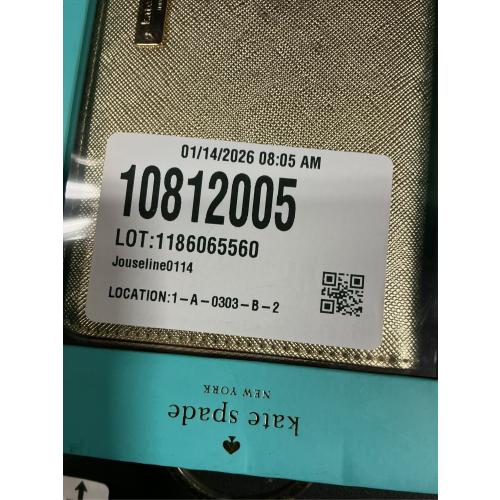 01/14/2026 08:05 AM
10812005
LOT:1186065560
Jouseline0114
LOCATION:1-A-0303-B-2
kate spade
NEW YORK